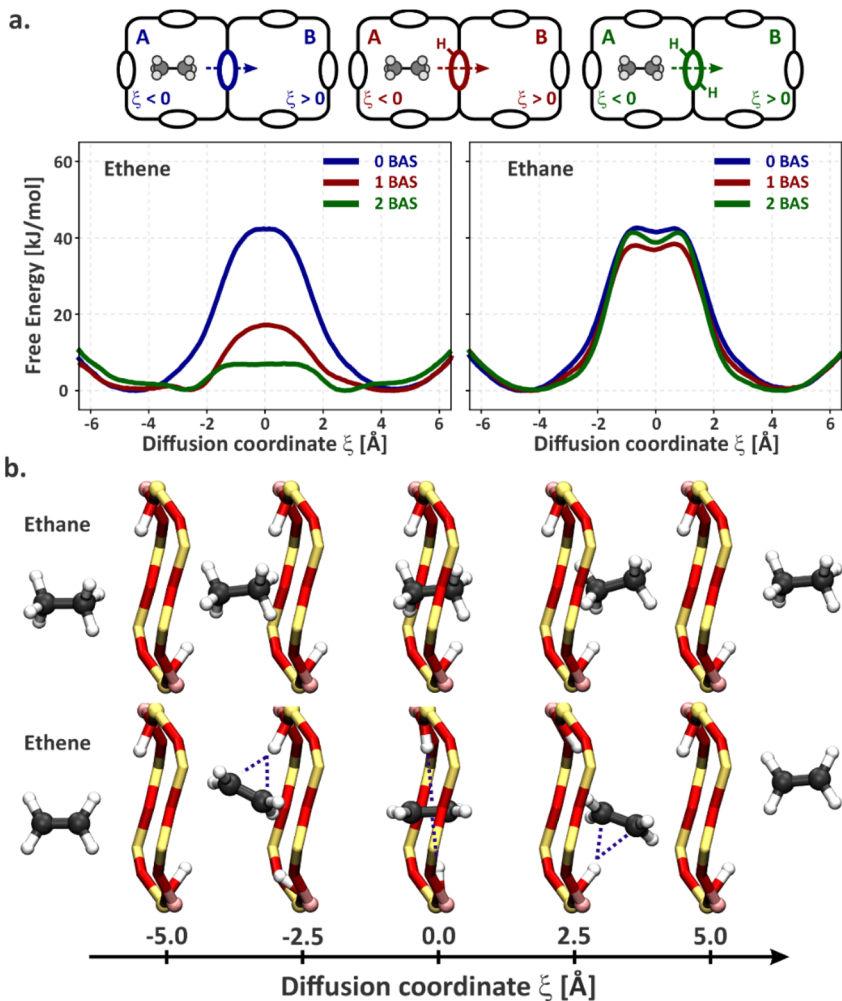 a.
A B A B A B
H H
H
ξ < 0 ξ > 0 ξ < 0 ξ > 0 ξ < 0 ξ > 0
Free Energy [kJ/mol]
60
40
20
0
Ethene
0 BAS
1 BAS
2 BAS
-6 -4 -2 0 2 4 6
Diffusion coordinate ξ [Å]
Ethane
0 BAS
1 BAS
2 BAS
-6 -4 -2 0 2 4 6
Diffusion coordinate ξ [Å]
b.
Ethane
Ethene
-5.0 -2.5 0.0 2.5 5.0
Diffusion coordinate ξ [Å]